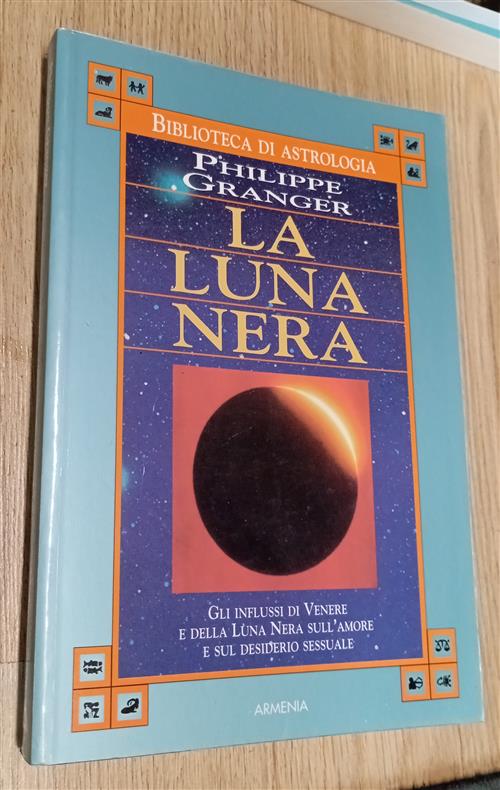 BIBLIOTECA DI ASTROLOGIA
PHILIPPE
GRANGER
LA
LUNA
NERA
GLI INFLUSSI DI VENERE
E DELLA LUNA NERA SULL'AMORE
E SUL DESIDERIO SESSUALE
ARMENIA